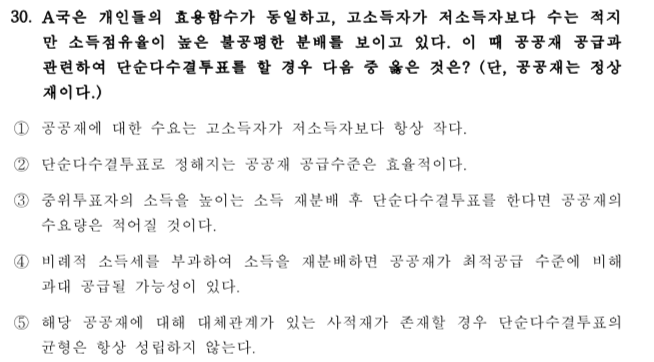 30. A국은 개인들의 효용함수가 동일하고, 고소득자가 저소득자보다 수는 적지
만 소득점유율이 높은 불공평한 분배를 보이고 있다. 이 때 공공재 공급과
관련하여 단순다수결투표를 할 경우 다음 중 옳은 것은? (단, 공공재는 정상
재이다.)
① 공공재에 대한 수요는 고소득자가 저소득자보다 항상 작다.
② 단순다수결투표로 정해지는 공공재 공급수준은 효율적이다.
③ 중위투표자의 소득을 높이는 소득 재분배 후 단순다수결투표를 한다면 공공재의
수요량은 적어질 것이다.
④ 비례적 소득세를 부과하여 소득을 재분배하면 공공재가 최적공급 수준에 비해
과대 공급될 가능성이 있다.
⑤ 해당 공공재에 대해 대체관계가 있는 사적재가 존재할 경우 단순다수결투표의
균형은 항상 성립하지 않는다.